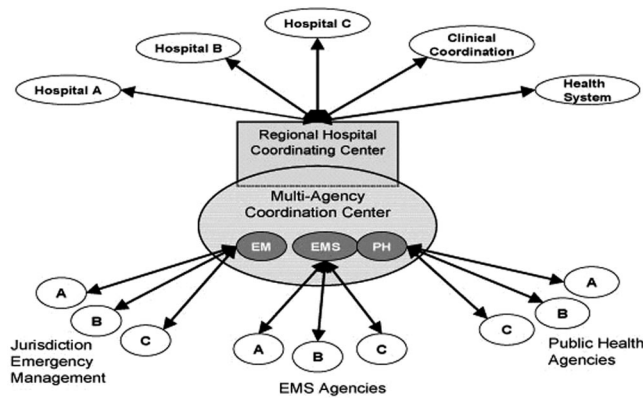 Hospital C
Hospital B
Clinical
Coordination
Hospital A
Health
System
Regional Hospital
Coordinating Center
Multi-Agency
Coordination Center
EM
EMS
PH
A
B
C
Jurisdiction
Emergency
Management
A
B
C
EMS Agencies
A
B
C
Public Health
Agencies